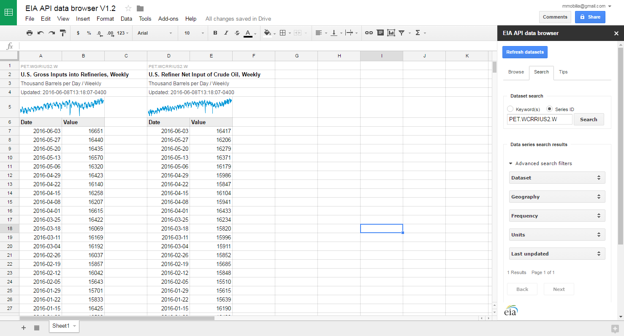 EIA API data browser V1.2
mmobilia@gmail.com
File Edit View Insert Format Data Tools Add-ons Help All changes saved in Drive
Comments Share
$ % .0 .00 123 Arial 10 B I S A
EIA API data browser
fx
A B C D E F G H I J K
1 PET.WGIRIUS2.W PET.WCRRIUS2.W
2 U.S. Gross Inputs into Refineries, Weekly U.S. Refiner Net Input of Crude Oil, Weekly
3 Thousand Barrels per Day / Weekly Thousand Barrels per Day / Weekly
4 Updated: 2016-06-08T13:18:07-0400 Updated: 2016-06-08T13:18:07-0400
5
6 Date Value Date Value
7 2016-06-03 16651 2016-06-03 16417
8 2016-05-27 16440 2016-05-27 16206
9 2016-05-20 16435 2016-05-20 16279
10 2016-05-13 16570 2016-05-13 16371
11 2016-05-06 16320 2016-05-06 16179
12 2016-04-29 16423 2016-04-29 15986
13 2016-04-22 16140 2016-04-22 15847
14 2016-04-15 16258 2016-04-15 16104
15 2016-04-08 16207 2016-04-08 15941
16 2016-04-01 16615 2016-04-01 16433
17 2016-03-25 16422 2016-03-25 16234
18 2016-03-18 16069 2016-03-18 15820
19 2016-03-11 16169 2016-03-11 15996
20 2016-03-04 16192 2016-03-04 15911
21 2016-02-26 16037 2016-02-26 15852
22 2016-02-19 15857 2016-02-19 15685
23 2016-02-12 16042 2016-02-12 15848
24 2016-02-05 15643 2016-02-05 15510
25 2016-01-29 15701 2016-01-29 15615
26 2016-01-22 15833 2016-01-22 15639
27 2016-01-15 16425 2016-01-15 16190
Sheet1
Refresh datasets
Browse Search Tips
Dataset search
Keyword(s) Series ID
PET.WCRRIUS2.W Search
Data series search results
Advanced search filters
Dataset
Geography
Frequency
Units
Last unpdated
1 Results Page 1 of 1
Back Next
eia